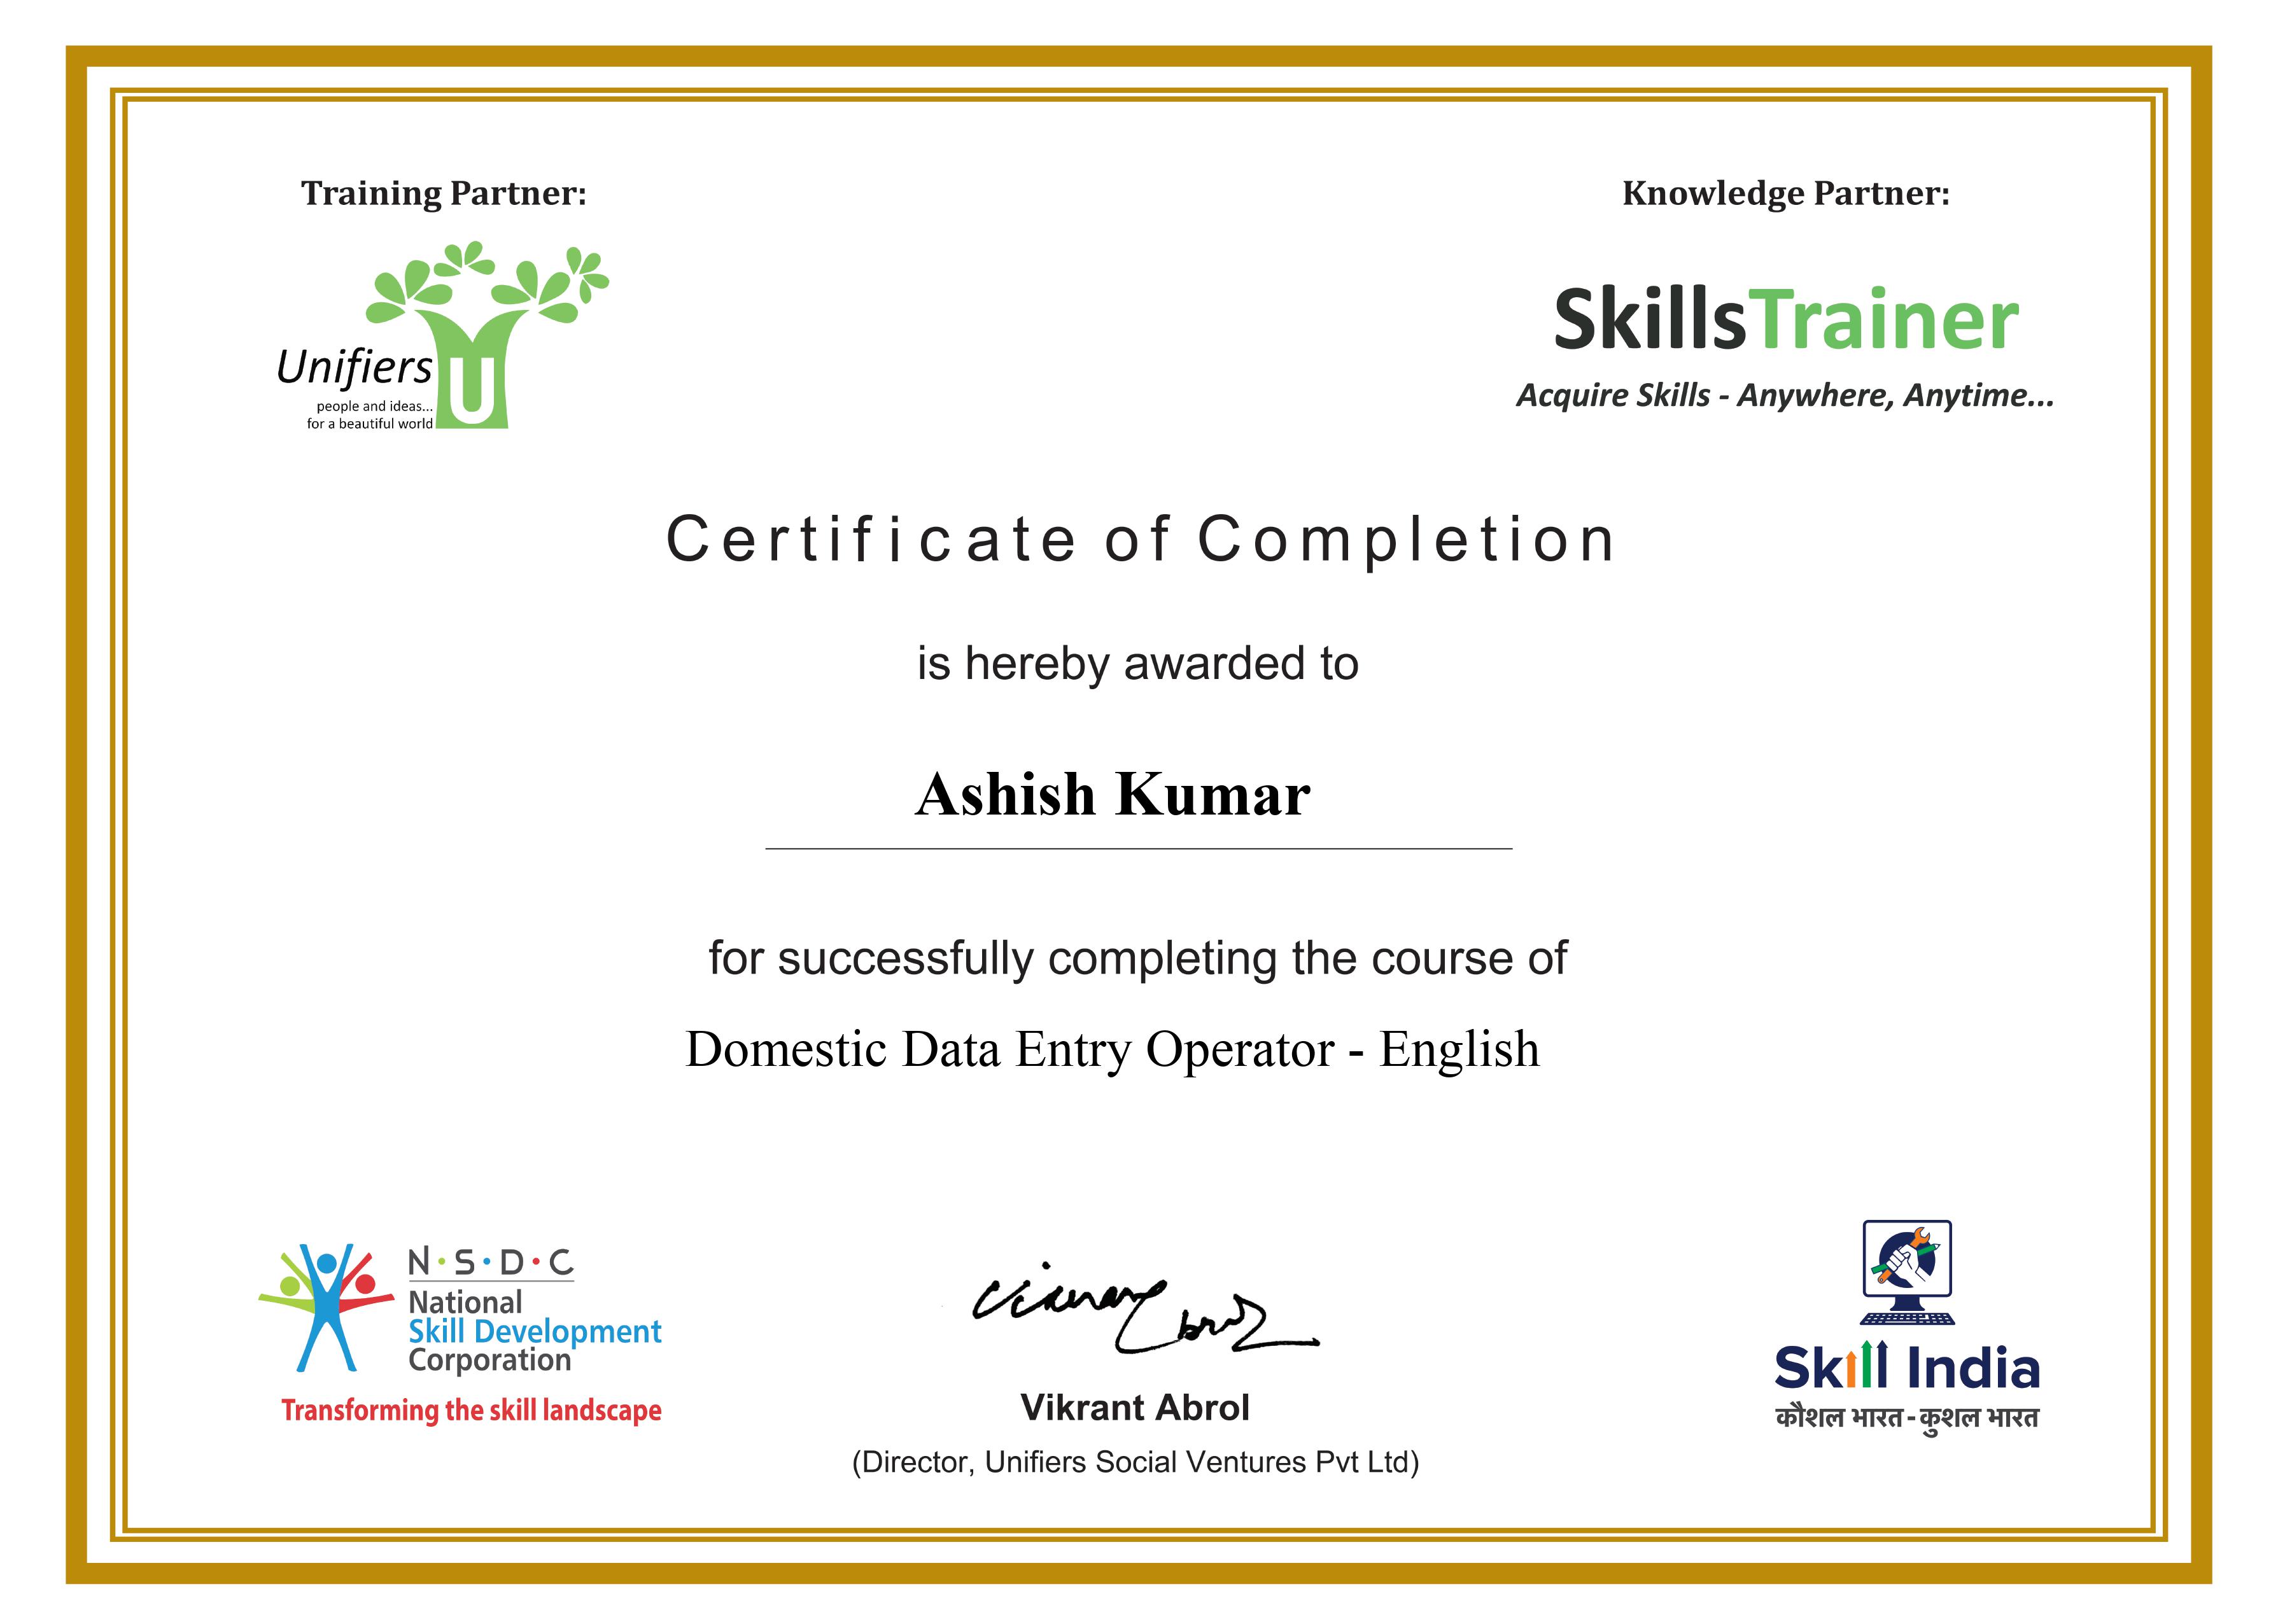 Training Partner:
Knowledge Partner:
Unifiers
people and ideas...
for a beautiful world
U
SkillsTrainer
Acquire Skills - Anywhere, Anytime...
Certificate of Completion
is hereby awarded to
Ashish Kumar
for successfully completing the course of
Domestic Data Entry Operator - English
N·S·D·C
National
Skill Development
Corporation
Transforming the skill landscape
Vikrant Abrol
(Director, Unifiers Social Ventures Pvt Ltd)
Skill India
कौशल भारत - कुशल भारत